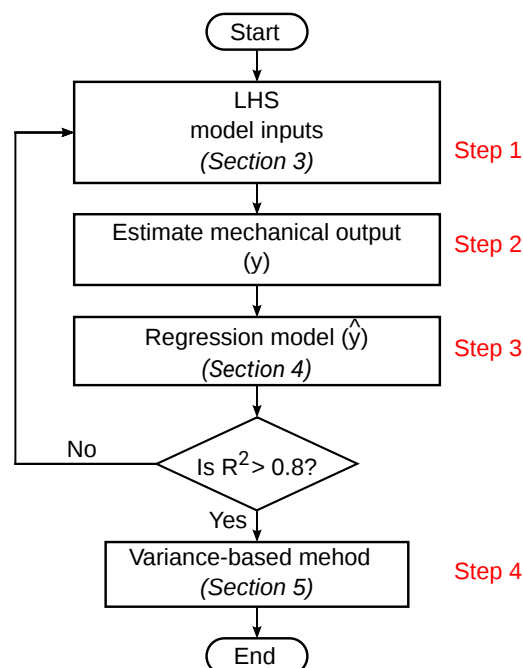 Start
LHS
model inputs
(Section 3)
Step 1
Estimate mechanical output
(y)
Step 2
Regression model (ŷ)
(Section 4)
Step 3
No
Is R² > 0.8?
Yes
Variance-based mehod
(Section 5)
Step 4
End